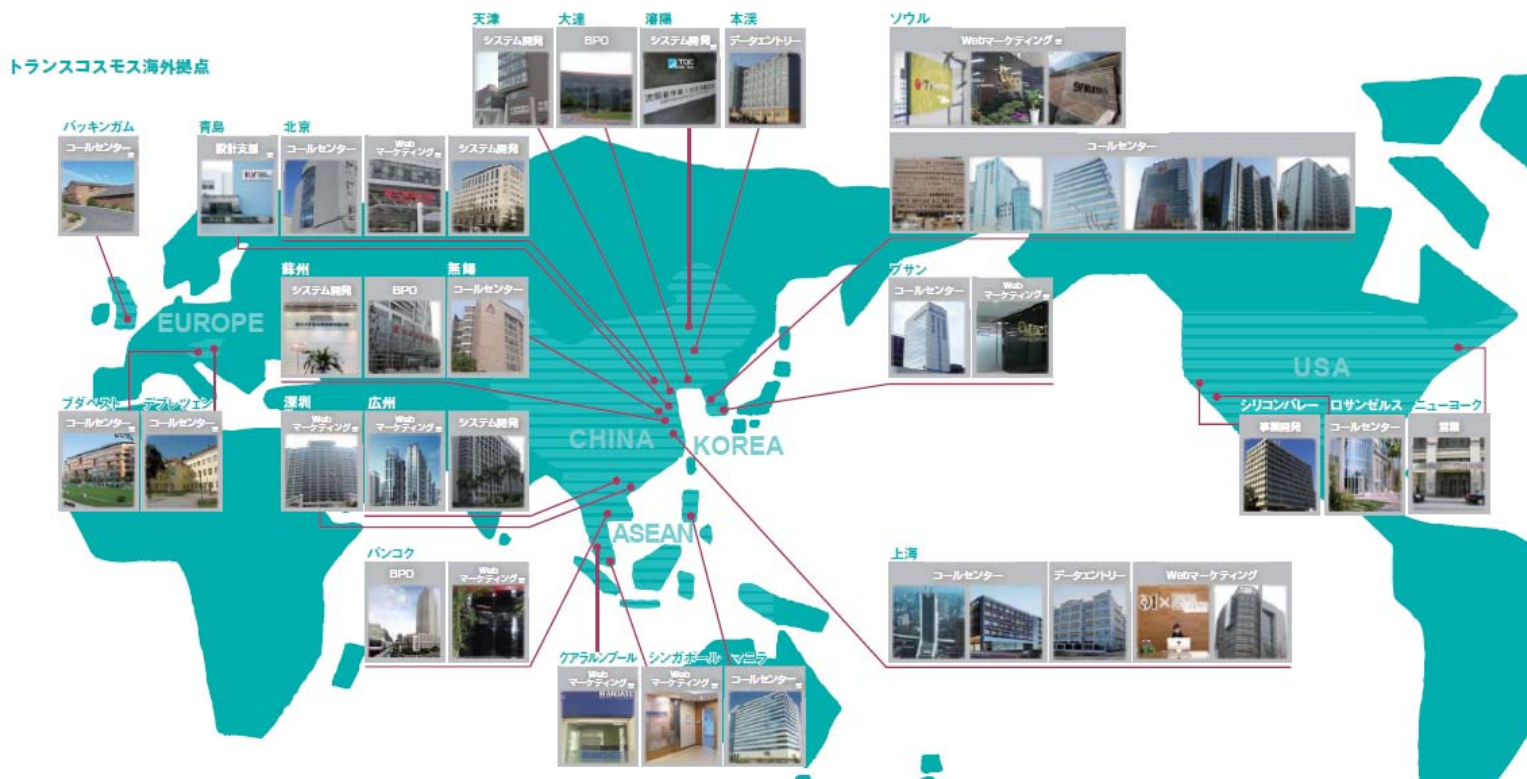 トランスコスモス海外拠点
天津
システム開発
大連
BPO
瀋陽
システム開発
TDC
本渓
データエントリー
ソウル
Webマーケティング
コールセンター
バッキンガム
コールセンター
青島
設計支援
北京
コールセンター
Web
マーケティング
システム開発
蘇州
システム開発
BPO
無錫
コールセンター
プサン
コールセンター
Web
マーケティング
EUROPE
CHINA
KOREA
ASEAN
USA
ブダペスト
コールセンター
デブレツェン
コールセンター
深圳
Web
マーケティング
広州
Web
マーケティング
システム開発
シリコンバレー
事業開発
ロサンゼルス
コールセンター
ニューヨーク
営業
バンコク
BPO
Web
マーケティング
クアラルンプール
Web
マーケティング
シンガポール
Web
マーケティング
マニラ
コールセンター
上海
コールセンター
データエントリー
Webマーケティング